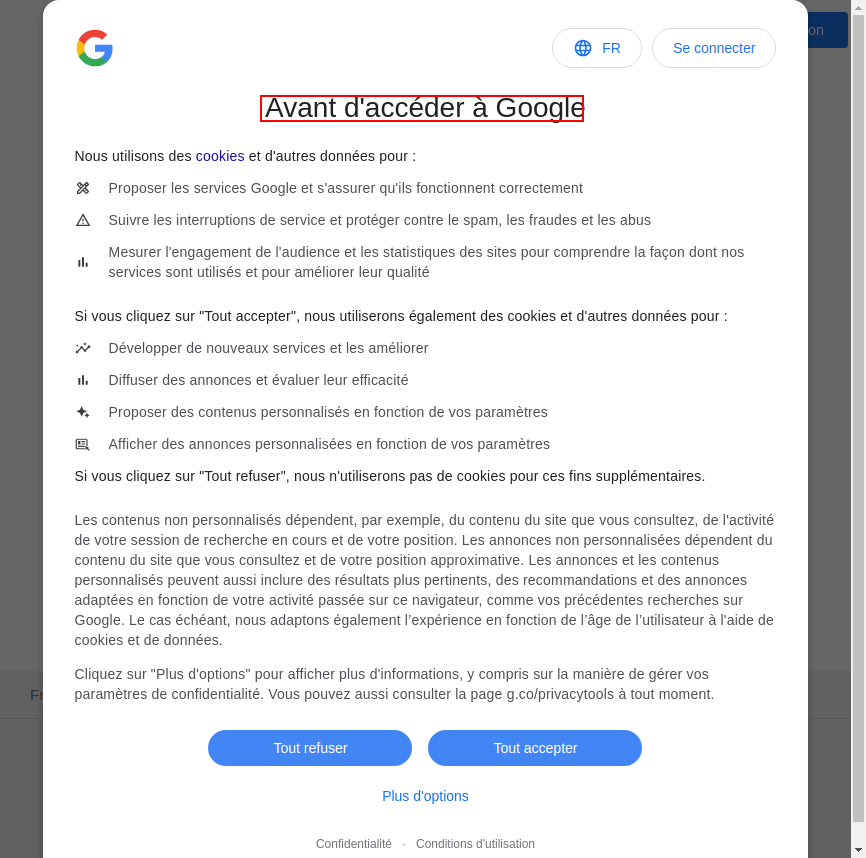 FR
Se connecter
on
Avant d'accéder à Google
Nous utilisons des cookies et d'autres données pour :
Proposer les services Google et s'assurer qu'ils fonctionnent correctement
Suivre les interruptions de service et protéger contre le spam, les fraudes et les abus
Mesurer l'engagement de l'audience et les statistiques des sites pour comprendre la façon dont nos
services sont utilisés et pour améliorer leur qualité
Si vous cliquez sur "Tout accepter", nous utiliserons également des cookies et d'autres données pour :
Développer de nouveaux services et les améliorer
Diffuser des annonces et évaluer leur efficacité
Proposer des contenus personnalisés en fonction de vos paramètres
Afficher des annonces personnalisées en fonction de vos paramètres
Si vous cliquez sur "Tout refuser", nous n'utiliserons pas de cookies pour ces fins supplémentaires.
Les contenus non personnalisés dépendent, par exemple, du contenu du site que vous consultez, de l'activité
de votre session de recherche en cours et de votre position. Les annonces non personnalisées dépendent du
contenu du site que vous consultez et de votre position approximative. Les annonces et les contenus
personnalisés peuvent aussi inclure des résultats plus pertinents, des recommandations et des annonces
adaptées en fonction de votre activité passée sur ce navigateur, comme vos précédentes recherches sur
Google. Le cas échéant, nous adaptons également l’expérience en fonction de l’âge de l’utilisateur à l'aide de
cookies et de données.
Cliquez sur "Plus d'options" pour afficher plus d'informations, y compris sur la manière de gérer vos
paramètres de confidentialité. Vous pouvez aussi consulter la page g.co/privacytools à tout moment.
Tout refuser
Tout accepter
Plus d'options
Confidentialité · Conditions d'utilisation